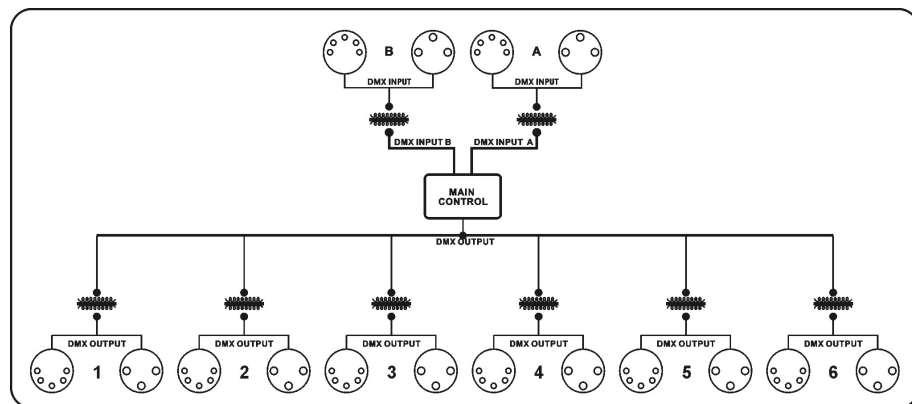 B
A
DMX INPUT
DMX INPUT
DMX INPUT B
DMX INPUT A
MAIN
CONTROL
DMX OUTPUT
DMX OUTPUT
DMX OUTPUT
DMX OUTPUT
DMX OUTPUT
DMX OUTPUT
DMX OUTPUT
1
2
3
4
5
6